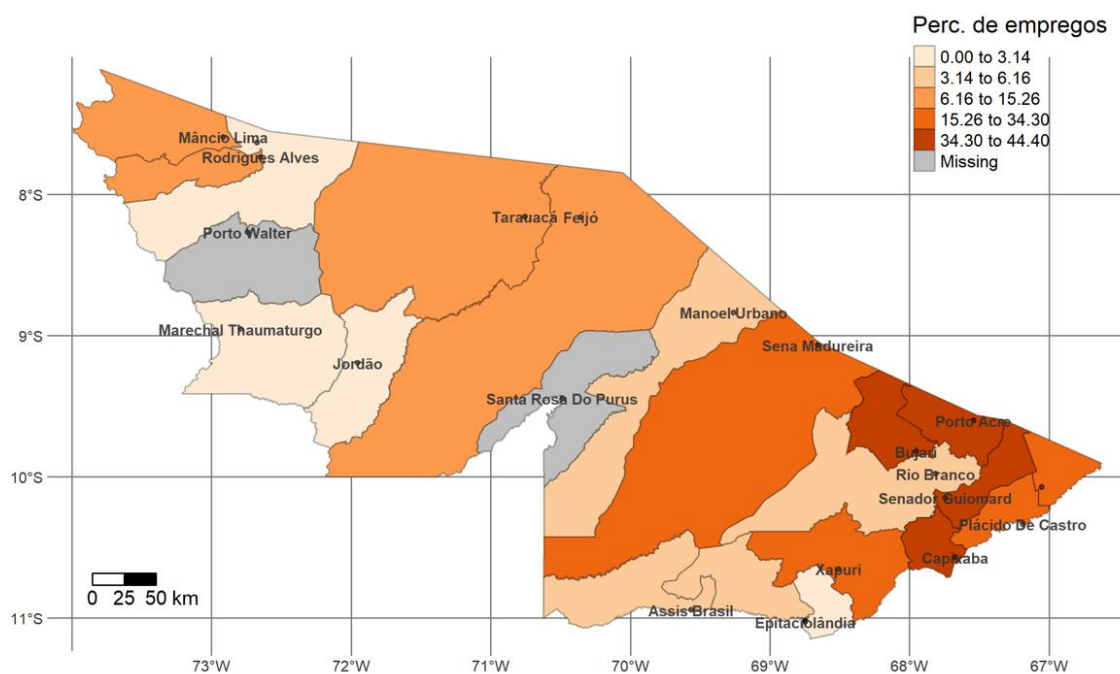 Perc. de empregos
0.00 to 3.14
3.14 to 6.16
6.16 to 15.26
15.26 to 34.30
34.30 to 44.40
Missing
Mâncio Lima
Rodrigues Alves
8°S
Tarauacá Feijó
Porto Walter
Manoel Urbano
Marechal Thaumaturgo
9°S
Sena Madureira
Jordão
Santa Rosa Do Purus
Porto Acre
Bujari
10°S
Rio Branco
Senador Guiomard
Plácido De Castro
Capixaba
Xapuri
0 25 50 km
Assis Brasil
11°S
Epitaciolândia
73°W 72°W 71°W 70°W 69°W 68°W 67°W